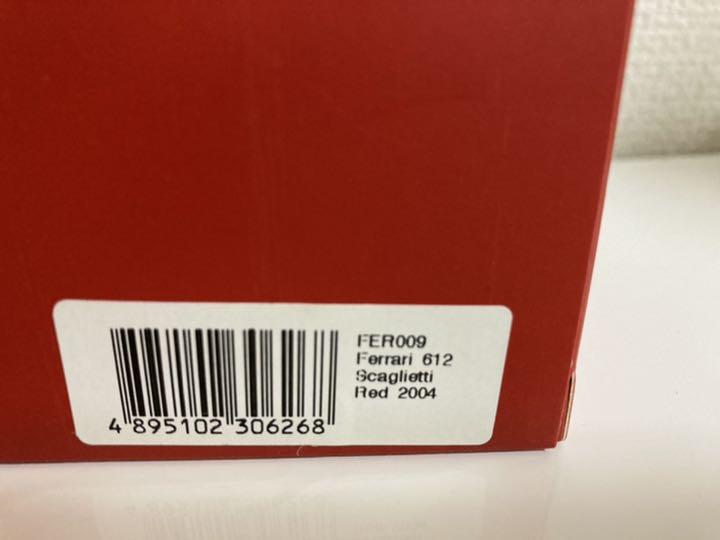 FER009
Ferrari 612
Scaglietti
Red 2004
4 895102 306268